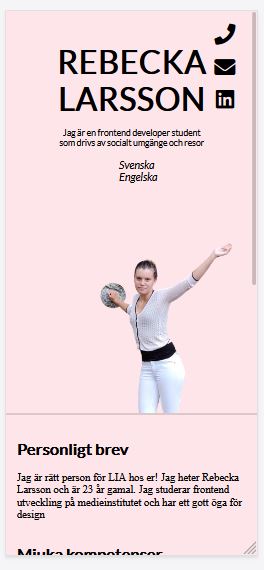 REBECKA
LARSSON
Jag är en frontend developer student
som drivs av socialt umgänge och resor
Svenska
Engelska
Personligt brev
Jag är rätt person för LIA hos er! Jag heter Rebecka
Larsson och är 23 år gamal. Jag studerar frontend
utveckling på medieinstitutet och har ett gott öga för
design
Mjuka kompetenser